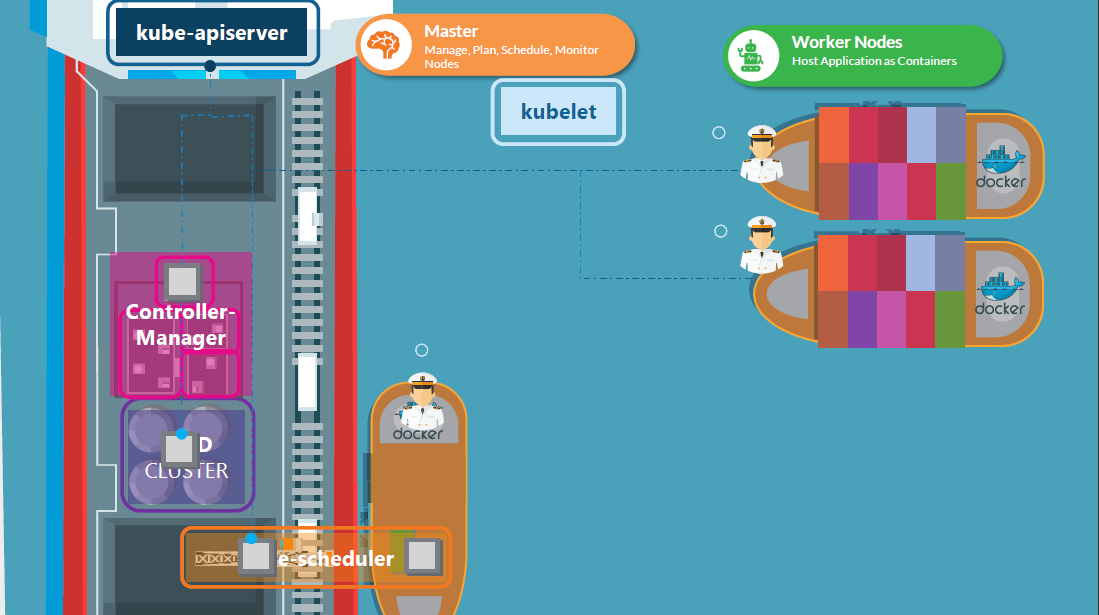 kube-apiserver
Master
Manage, Plan, Schedule, Monitor
Nodes
Worker Nodes
Host Application as Containers
kubelet
docker
docker
Controller-
Manager
docker
D
CLUSTER
e-scheduler